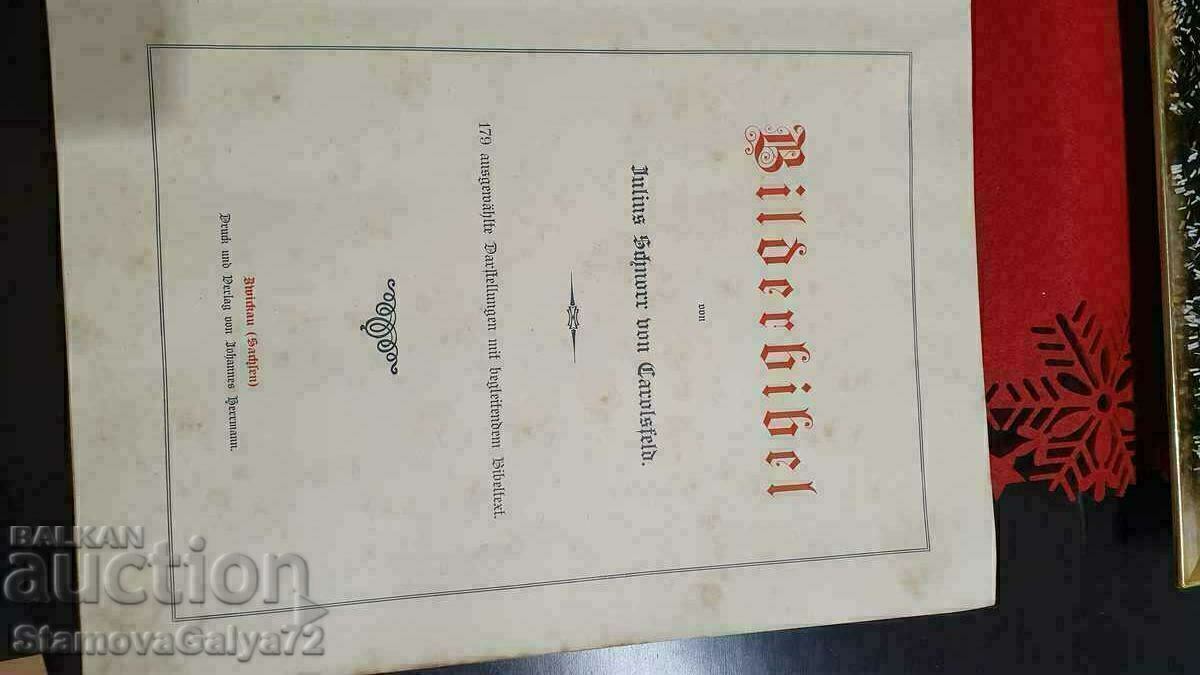 Bilderbibel
von
Julius Schnorr von Carolsfeld.
179 ausgewählte Darstellungen mit begleitendem Bibeltext.
Zwickau (Sachsen)
Druck und Verlag von Johannes Herrmann.
BALKAN
auction
StamovaGalya72